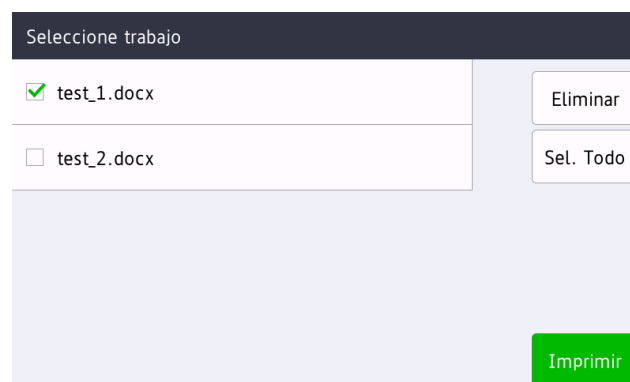 Seleccione trabajo
test_1.docx
test_2.docx
Eliminar
Sel. Todo
Imprimir